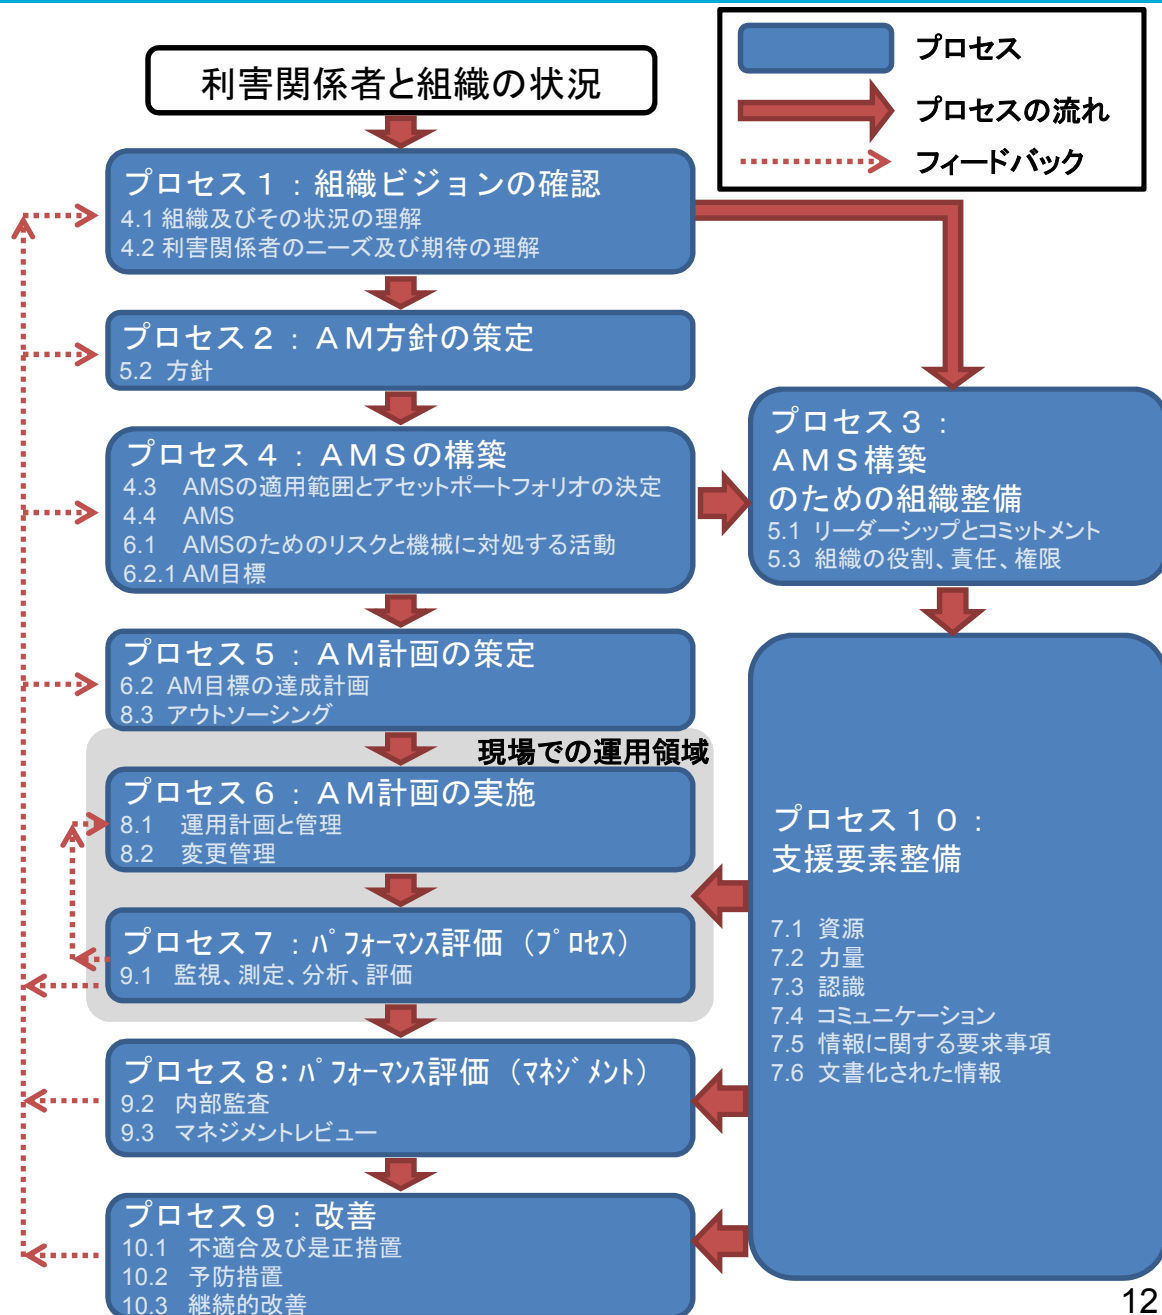 プロセス
プロセスの流れ
フィードバック
利害関係者と組織の状況
プロセス１：組織ビジョンの確認
4.1 組織及びその状況の理解
4.2 利害関係者のニーズ及び期待の理解
プロセス２：ＡＭ方針の策定
5.2 方針
プロセス４：ＡＭＳの構築
4.3 AMSの適用範囲とアセットポートフォリオの決定
4.4 AMS
6.1 AMSのためのリスクと機械に対処する活動
6.2.1 AM目標
プロセス３：
ＡＭＳ構築
のための組織整備
5.1 リーダーシップとコミットメント
5.3 組織の役割、責任、権限
プロセス５：ＡＭ計画の策定
6.2 AM目標の達成計画
8.3 アウトソーシング
現場での運用領域
プロセス６：ＡＭ計画の実施
8.1 運用計画と管理
8.2 変更管理
プロセス７：ﾊﾟﾌｫｰﾏﾝｽ評価（ﾌﾟﾛｾｽ）
9.1 監視、測定、分析、評価
プロセス８：ﾊﾟﾌｫｰﾏﾝｽ評価（ﾏﾈｼﾞﾒﾝﾄ）
9.2 内部監査
9.3 マネジメントレビュー
プロセス９：改善
10.1 不適合及び是正措置
10.2 予防措置
10.3 継続的改善
プロセス１０：
支援要素整備
7.1 資源
7.2 力量
7.3 認識
7.4 コミュニケーション
7.5 情報に関する要求事項
7.6 文書化された情報
12